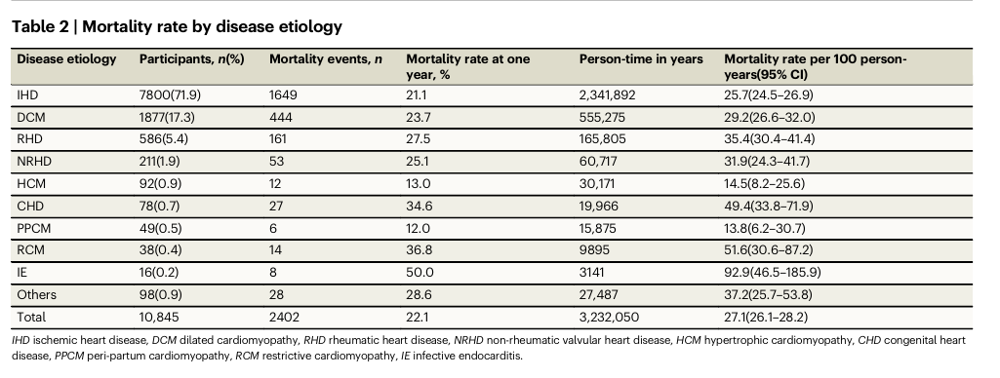 Table 2 | Mortality rate by disease etiology
Disease etiology Participants, n(%) Mortality events, n Mortality rate at one year, % Person-time in years Mortality rate per 100 person-years(95% CI)
IHD 7800(71.9) 1649 21.1 2,341,892 25.7(24.5–26.9)
DCM 1877(17.3) 444 23.7 555,275 29.2(26.6–32.0)
RHD 586(5.4) 161 27.5 165,805 35.4(30.4–41.4)
NRHD 211(1.9) 53 25.1 60,717 31.9(24.3–41.7)
HCM 92(0.9) 12 13.0 30,171 14.5(8.2–25.6)
CHD 78(0.7) 27 34.6 19,966 49.4(33.8–71.9)
PPCM 49(0.5) 6 12.0 15,875 13.8(6.2–30.7)
RCM 38(0.4) 14 36.8 9895 51.6(30.6–87.2)
IE 16(0.2) 8 50.0 3141 92.9(46.5–185.9)
Others 98(0.9) 28 28.6 27,487 37.2(25.7–53.8)
Total 10,845 2402 22.1 3,232,050 27.1(26.1–28.2)
IHD ischemic heart disease, DCM dilated cardiomyopathy, RHD rheumatic heart disease, NRHD non-rheumatic valvular heart disease, HCM hypertrophic cardiomyopathy, CHD congenital heart
disease, PPCM peri-partum cardiomyopathy, RCM restrictive cardiomyopathy, IE infective endocarditis.